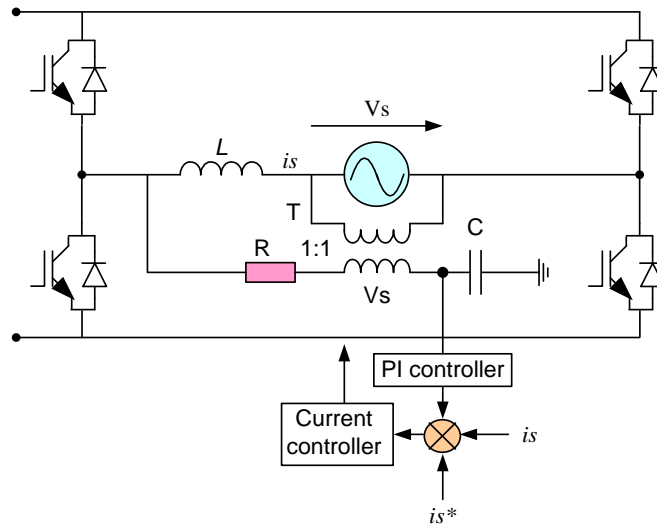 Vs
L
is
T
R
1:1
C
Vs
PI controller
Current
controller
is
is*